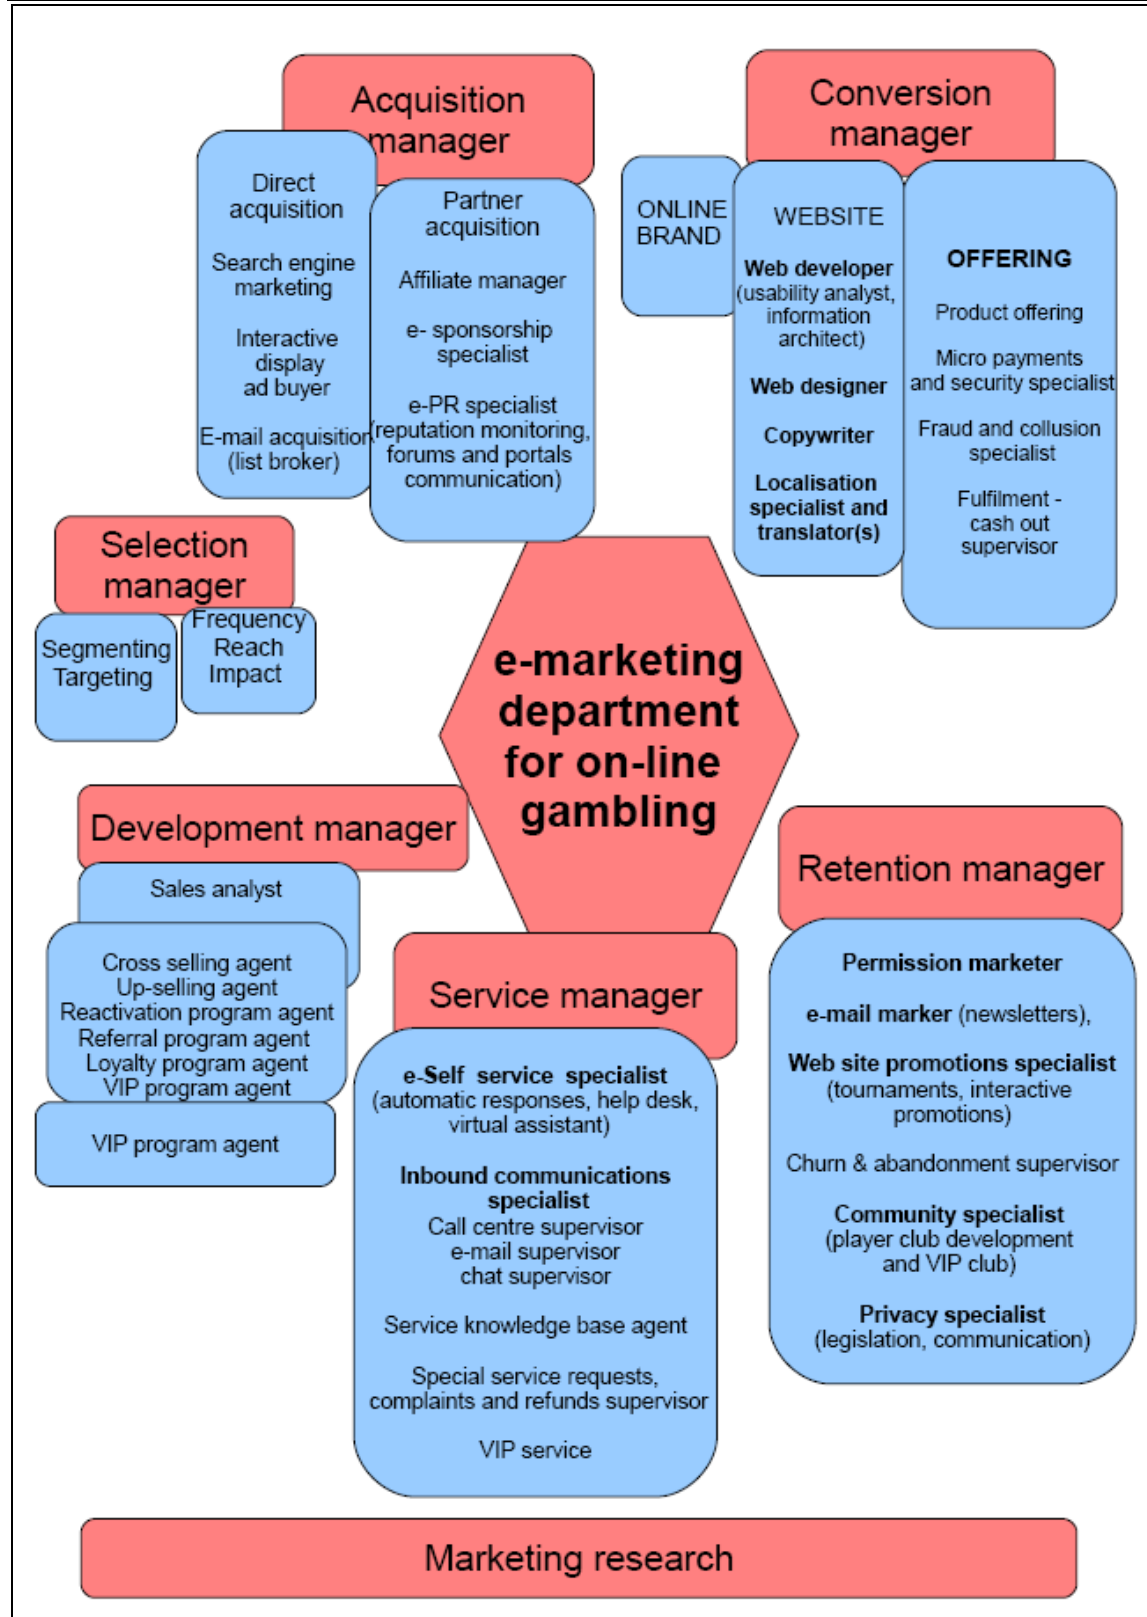 Acquisition
manager
Direct
acquisition
Search engine
marketing
Interactive
display
ad buyer
E-mail acquisition
(list broker)
Partner
acquisition
Affiliate manager
e- sponsorship
specialist
e-PR specialist
(reputation monitoring,
forums and portals
communication)
Conversion
manager
ONLINE
BRAND
WEBSITE
Web developer
(usability analyst,
information
architect)
Web designer
Copywriter
Localisation
specialist and
translator(s)
OFFERING
Product offering
Micro payments
and security specialist
Fraud and collusion
specialist
Fulfilment -
cash out
supervisor
Selection
manager
Segmenting
Targeting
Frequency
Reach
Impact
e-marketing
department
for on-line
gambling
Development manager
Sales analyst
Cross selling agent
Up-selling agent
Reactivation program agent
Referral program agent
Loyalty program agent
VIP program agent
VIP program agent
Service manager
e-Self service specialist
(automatic responses, help desk,
virtual assistant)
Inbound communications
specialist
Call centre supervisor
e-mail supervisor
chat supervisor
Service knowledge base agent
Special service requests,
complaints and refunds supervisor
VIP service
Retention manager
Permission marketer
e-mail marker (newsletters),
Web site promotions specialist
(tournaments, interactive
promotions)
Churn & abandonment supervisor
Community specialist
(player club development
and VIP club)
Privacy specialist
(legislation, communication)
Marketing research